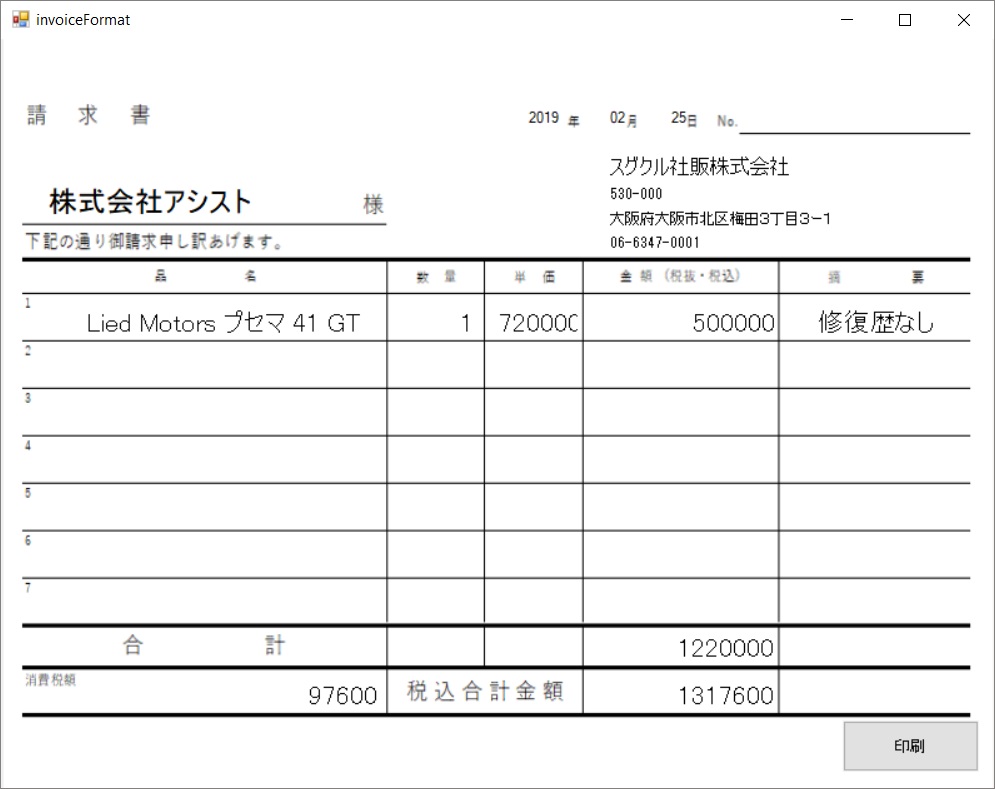 invoiceFormat
請 求 書
2019 年 02月 25日 No.
スグクル社販株式会社
530-000
大阪府大阪市北区梅田3丁目3-1
06-6347-0001
株式会社アシスト 様
下記の通り御請求申し訳あげます。
品 名 数 量 単 価 金 額 (税抜・税込) 摘 要
1 Lied Motors プセマ 41 GT 1 720000 500000 修復歴なし
2
3
4
5
6
7
合 計 1220000
消費税額 97600 税込合計金額 1317600
印刷